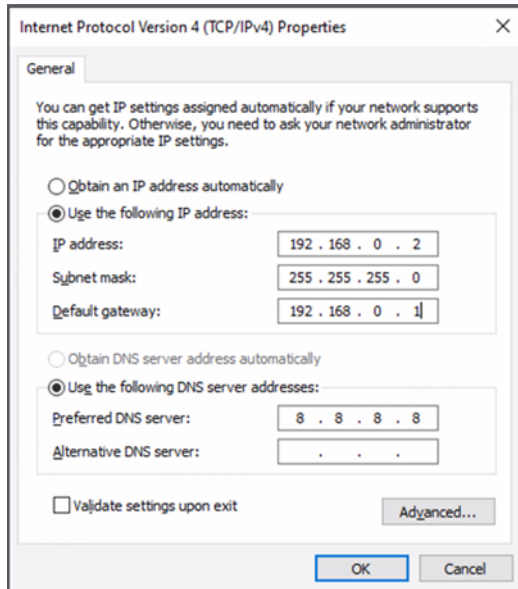 Internet Protocol Version 4 (TCP/IPv4) Properties
General
You can get IP settings assigned automatically if your network supports
this capability. Otherwise, you need to ask your network administrator
for the appropriate IP settings.
Obtain an IP address automatically
Use the following IP address:
IP address: 192 . 168 . 0 . 2
Subnet mask: 255 . 255 . 255 . 0
Default gateway: 192 . 168 . 0 . 1
Obtain DNS server address automatically
Use the following DNS server addresses:
Preferred DNS server: 8 . 8 . 8 . 8
Alternative DNS server: . . .
Validate settings upon exit
Advanced...
OK Cancel